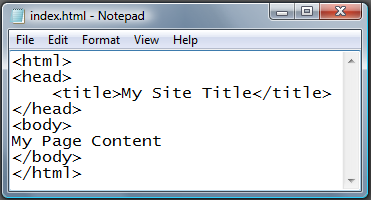 index.html - Notepad
File Edit Format View Help
<html>
<head>
    <title>My Site Title</title>
</head>
<body>
My Page Content
</body>
</html>